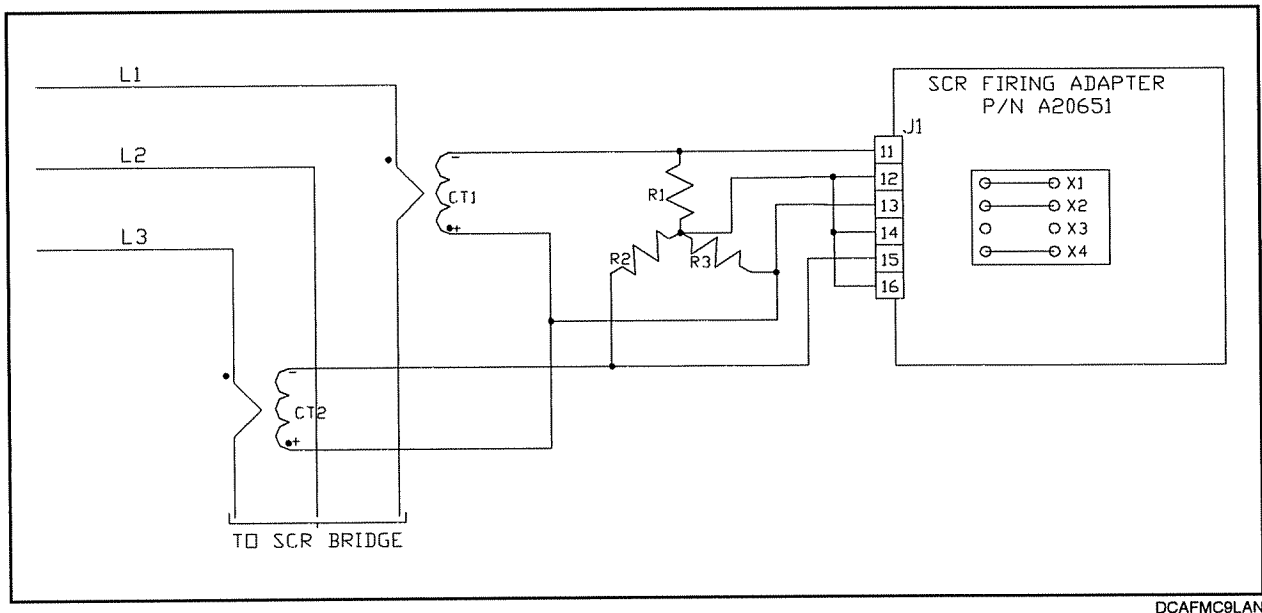 L1
L2
L3
SCR FIRING ADAPTER
P/N A20651
J1
11
12
13
14
15
16
X1
X2
X3
X4
-
CT1
+
R1
R2
R3
-
CT2
+
TO SCR BRIDGE
DCAFMC9LAN